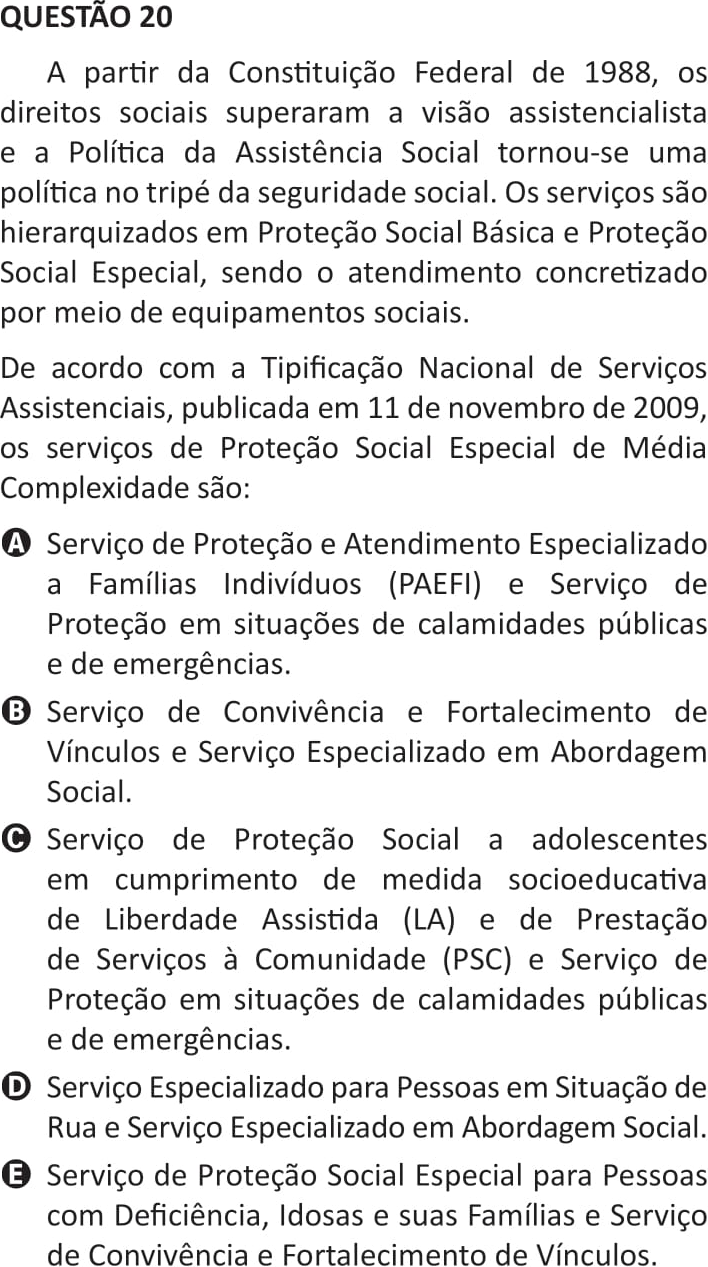 QUESTÃO 20
A partir da Constituição Federal de 1988, os
direitos sociais superaram a visão assistencialista
e a Política da Assistência Social tornou-se uma
política no tripé da seguridade social. Os serviços são
hierarquizados em Proteção Social Básica e Proteção
Social Especial, sendo o atendimento concretizado
por meio de equipamentos sociais.
De acordo com a Tipificação Nacional de Serviços
Assistenciais, publicada em 11 de novembro de 2009,
os serviços de Proteção Social Especial de Média
Complexidade são:
A Serviço de Proteção e Atendimento Especializado
a Famílias Indivíduos (PAEFI) e Serviço de
Proteção em situações de calamidades públicas
e de emergências.
B Serviço de Convivência e Fortalecimento de
Vínculos e Serviço Especializado em Abordagem
Social.
C Serviço de Proteção Social a adolescentes
em cumprimento de medida socioeducativa
de Liberdade Assistida (LA) e de Prestação
de Serviços à Comunidade (PSC) e Serviço de
Proteção em situações de calamidades públicas
e de emergências.
D Serviço Especializado para Pessoas em Situação de
Rua e Serviço Especializado em Abordagem Social.
E Serviço de Proteção Social Especial para Pessoas
com Deficiência, Idosas e suas Famílias e Serviço
de Convivência e Fortalecimento de Vínculos.